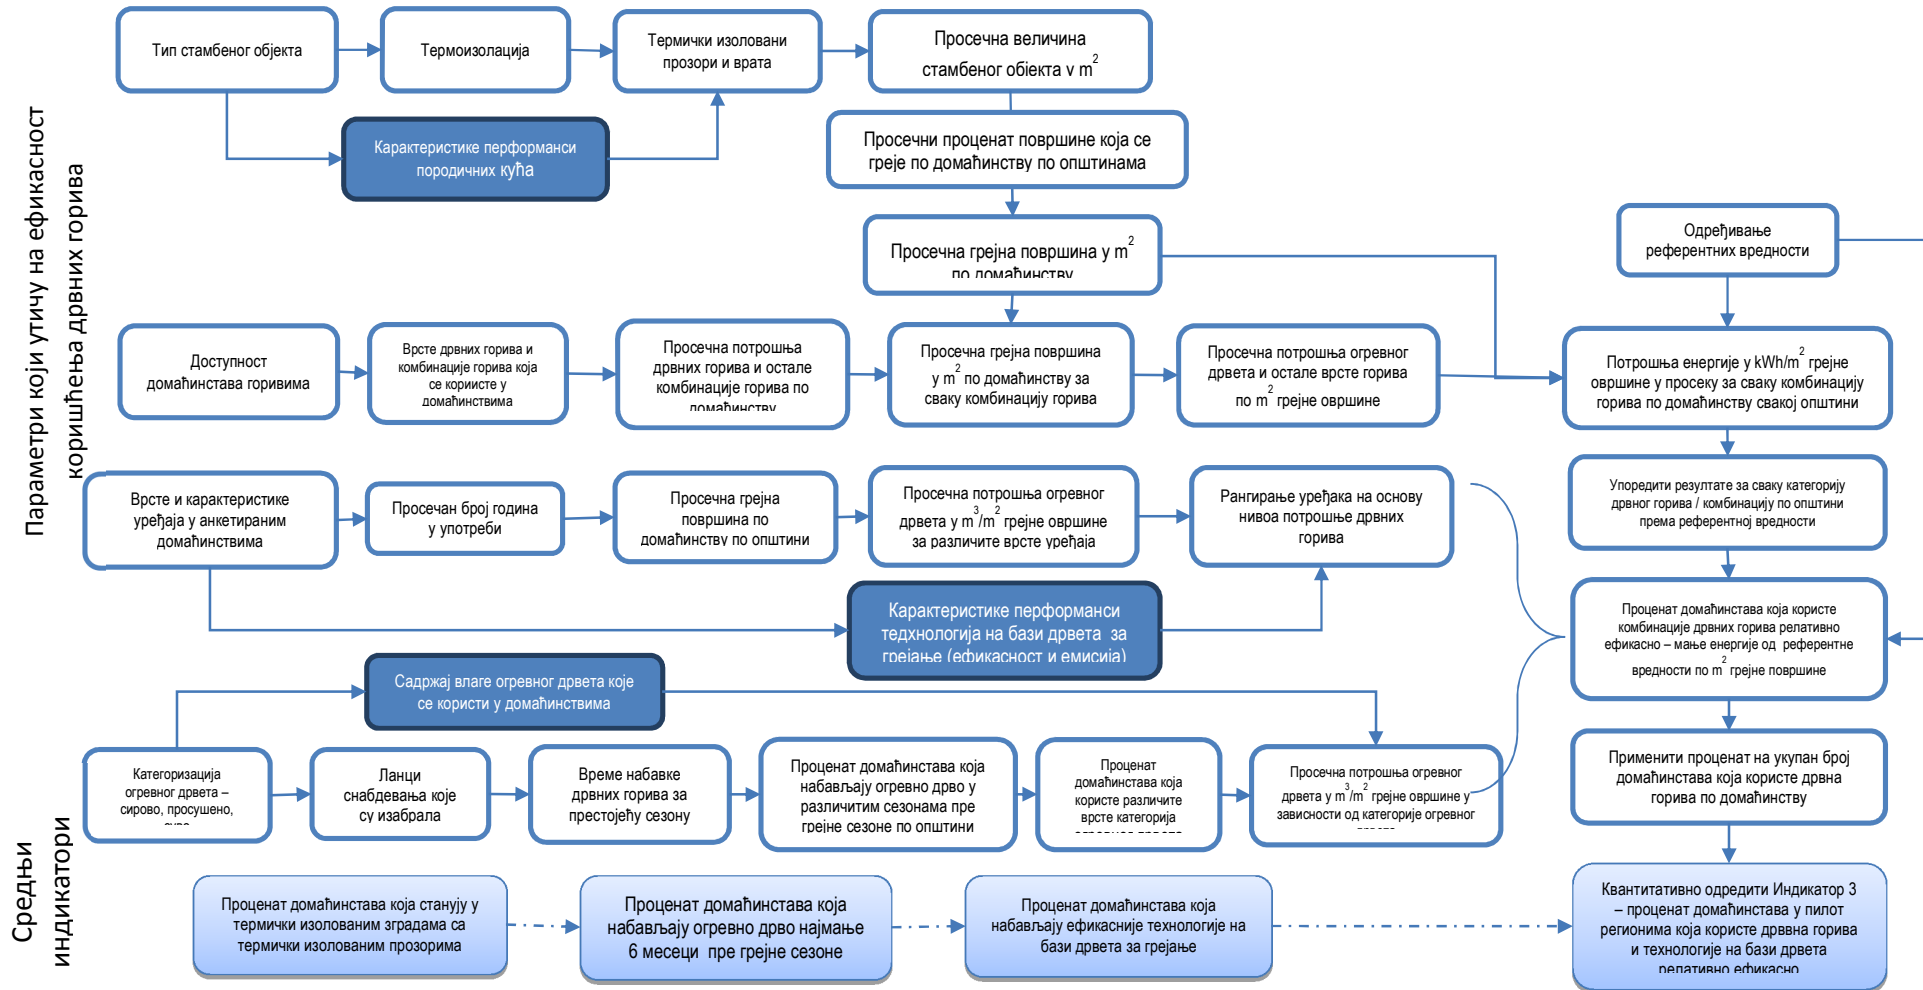 Параметри који утичу на ефикасност
коришћења дрвних горива
Тип стамбеног објекта
Термоизолација
Термички изоловани
прозори и врата
Просечна величина
стамбеног објекта у m²
Карактеристике перформанси
породичних кућа
Просечни проценат површине која се
греје по домаћинству по општинама
Просечна грејна површина у m²
по домаћинству
Одређивање
референтних вредности
Доступност
домаћинстава горивима
Врсте дрвних горива и
комбинације горива која
се кориисте у
домаћинствима
Просечна потрошња
дрвних горива и остале
комбинације горива по
домаћинству
Просечна грејна површина
у m² по домаћинству за
сваку комбинацију горива
Просечна потрошња огревног
дрвета и остале врсте горива
по m² грејне овршине
Потрошња енергије у kWh/m² грејне
овршине у просеку за сваку комбинацију
горива по домаћинству свакој општини
Врсте и карактеристике
уређаја у анкетираним
домаћинствима
Просечан број година
у употреби
Просечна грејна
површина по
домаћинству по општини
Просечна потрошња огревног
дрвета у m³/m² грејне овршине
за различите врсте уређаја
Рангирање уређака на основу
нивоа потрошње дрвних
горива
Упоредити резултате за сваку категорију
дрвног горива / комбинацију по општини
према референтној вредности
Карактеристике перформанси
тедхнологија на бази дрвета за
грејање (ефикасност и емисија)
Проценат домаћинстава која користе
комбинације дрвних горива релативно
ефикасно – мање енергије од референтне
вредности по m² грејне површине
Садржај влаге огревног дрвета које
се користи у домаћинствима
Средњи
индикатори
Категоризација
огревног дрвета –
сирово, просушено,
Ланци
снабдевања које
су изабрала
Време набавке
дрвних горива за
престојећу сезону
Проценат домаћинстава која
набављају огревно дрво у
различитим сезонама пре
грејне сезоне по општини
Проценат
домаћинстава која
користе различите
врсте категорија
Просечна потрошња огревног
дрвета у m³/m² грејне овршине у
зависности од категорије огревног
Применити проценат на укупан број
домаћинстава која користе дрвна
горива по домаћинству
Проценат домаћинстава која станују у
термички изолованим зградама са
термички изолованим прозорима
Проценат домаћинстава која
набављају огревно дрво најмање
6 месеци пре грејне сезоне
Проценат домаћинстава која
набављају ефикасније технологије на
бази дрвета за грејање
Квантитативно одредити Индикатор 3
– проценат домаћинстава у пилот
регионима која користе дрввна горива
и технологије на бази дрвета
релативно ефикасно